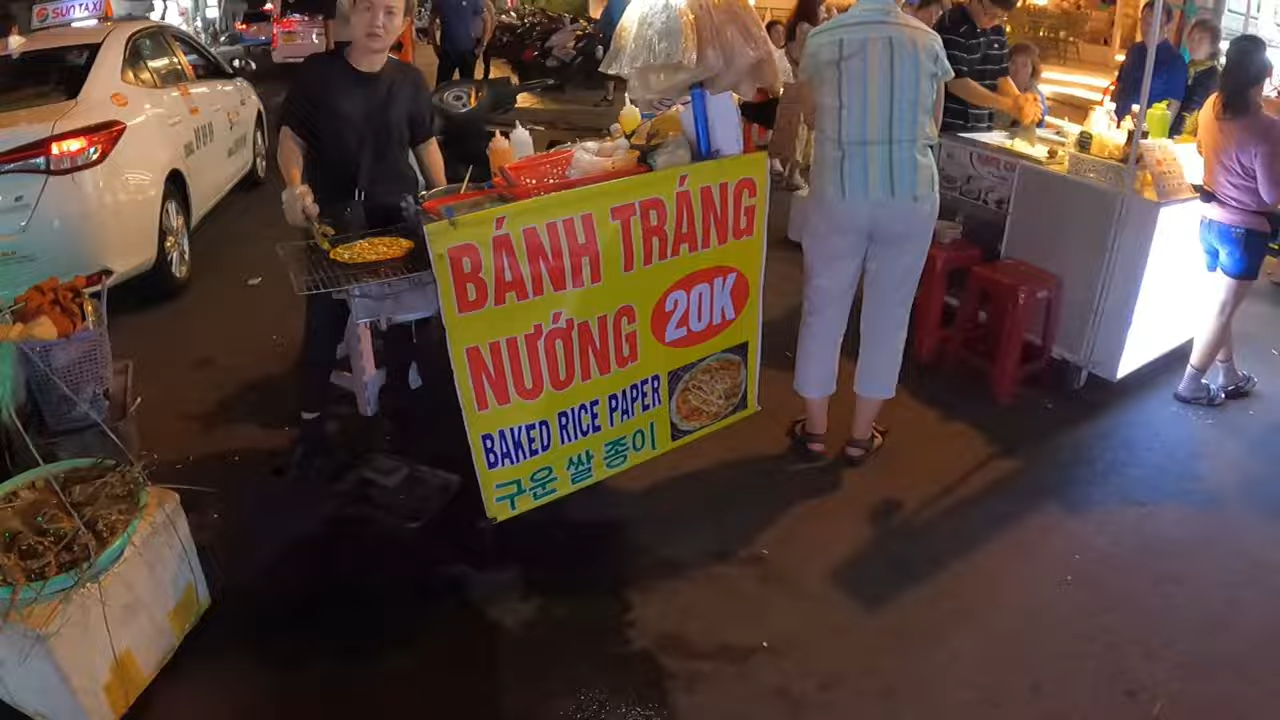 SUN TAXI
BÁNH TRÁNG
NƯỚNG 20K
BAKED RICE PAPER
구운 쌀 종이